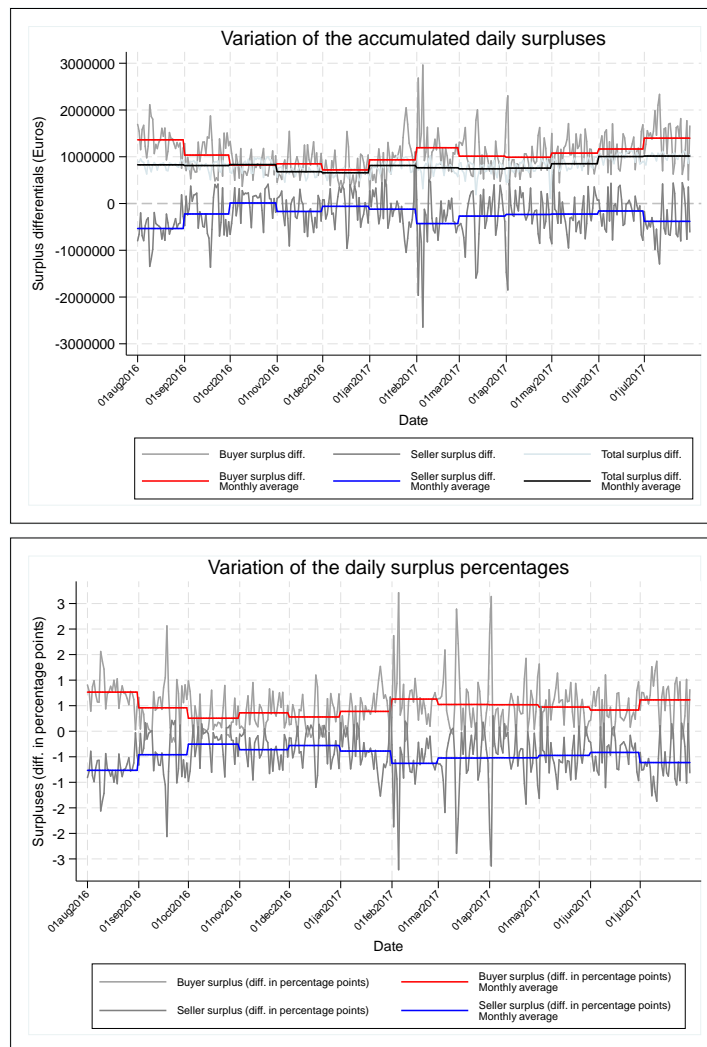 Variation of the accumulated daily surpluses
3000000
2000000
1000000
0
-1000000
-2000000
-3000000
Surplus differentials (Euros)
01aug2016
01sep2016
01oct2016
01nov2016
01dec2016
01jan2017
01feb2017
01mar2017
01apr2017
01may2017
01jun2017
01jul2017
Date
Buyer surplus diff.
Seller surplus diff.
Total surplus diff.
Buyer surplus diff.
Monthly average
Seller surplus diff.
Monthly average
Total surplus diff.
Monthly average
Variation of the daily surplus percentages
3
2
2
1
1
0
-1
-1
-2
-2
-3
Surpluses (diff. in percentage points)
01aug2016
01sep2016
01oct2016
01nov2016
01dec2016
01jan2017
01feb2017
01mar2017
01apr2017
01may2017
01jun2017
01jul2017
Date
Buyer surplus (diff. in percentage points)
Buyer surplus (diff. in percentage points)
Monthly average
Seller surplus (diff. in percentage points)
Seller surplus (diff. in percentage points)
Monthly average